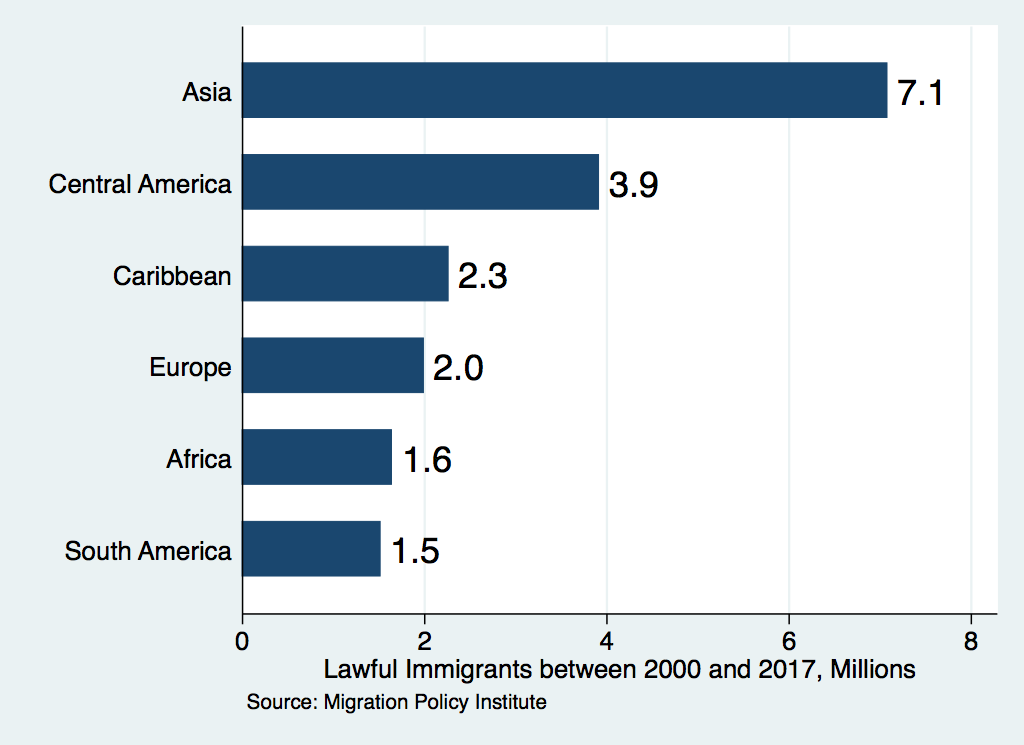 Asia 7.1
Central America 3.9
Caribbean 2.3
Europe 2.0
Africa 1.6
South America 1.5
0 2 4 6 8
Lawful Immigrants between 2000 and 2017, Millions
Source: Migration Policy Institute